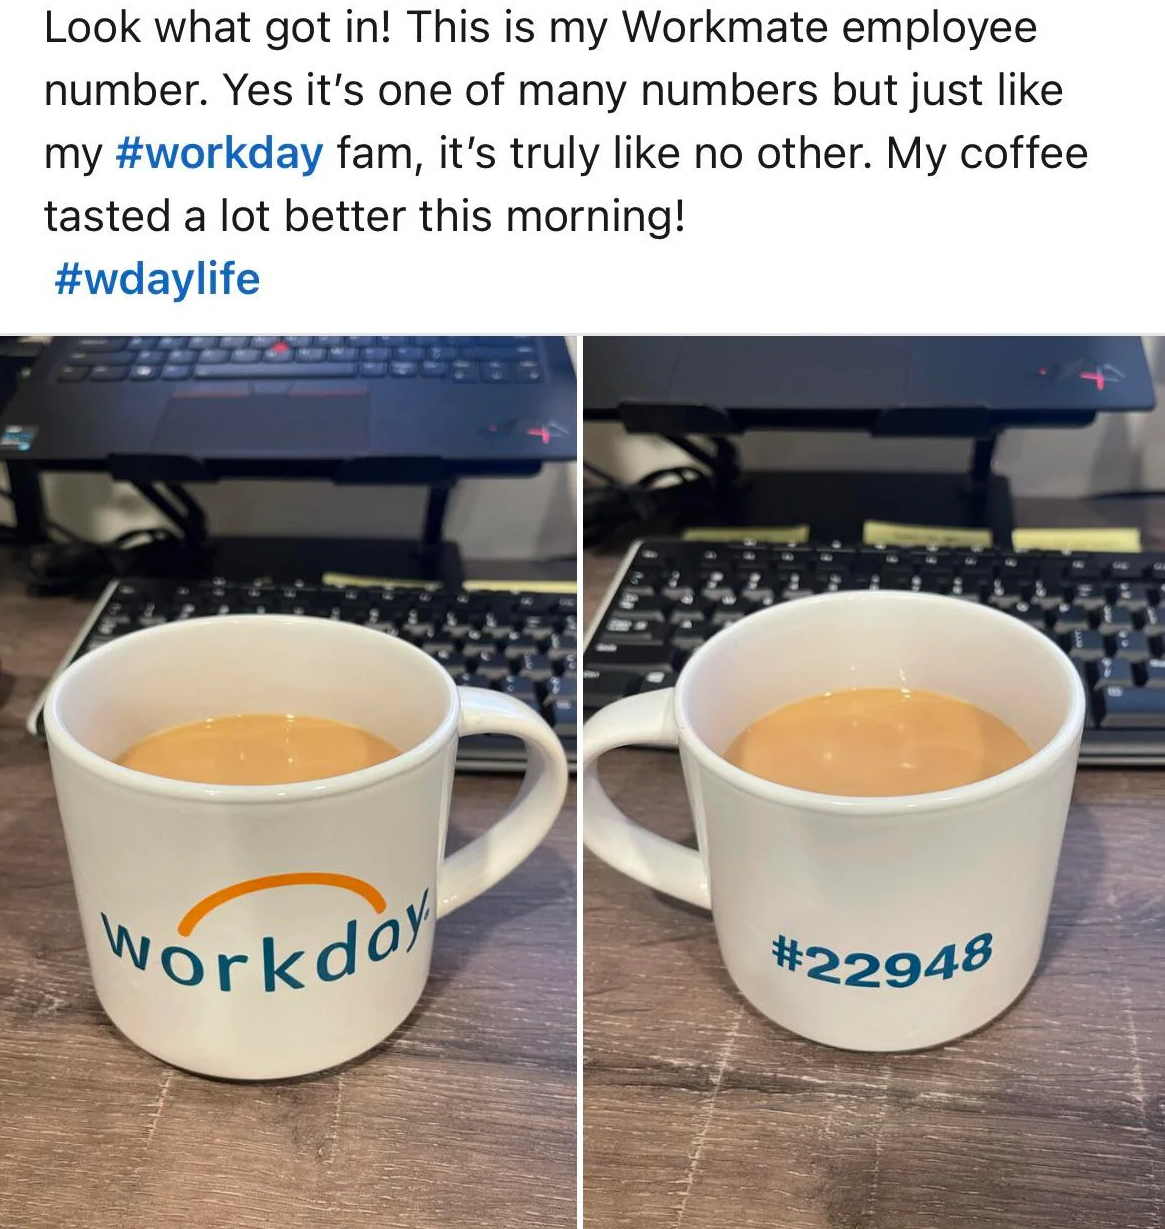 Look what got in! This is my Workmate employee
number. Yes it’s one of many numbers but just like
my #workday fam, it’s truly like no other. My coffee
tasted a lot better this morning!
#wdaylife
workday.
#22948